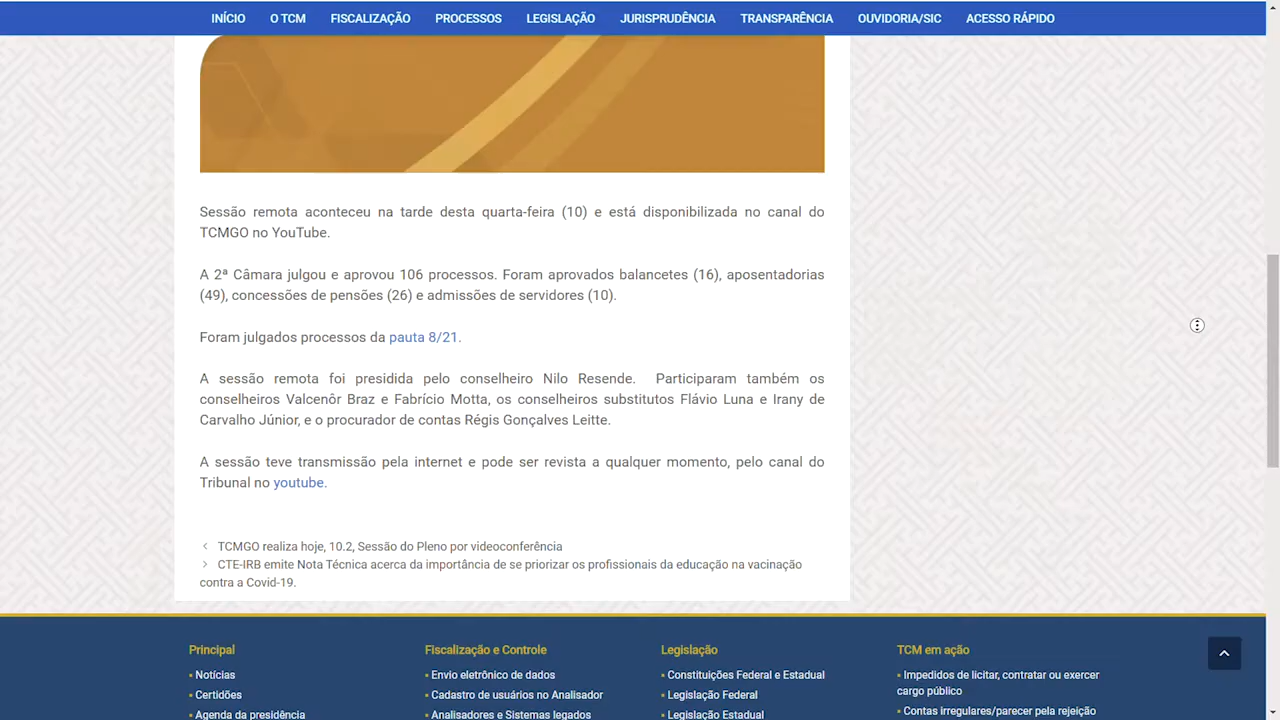 INÍCIO O TCM FISCALIZAÇÃO PROCESSOS LEGISLAÇÃO JURISPRUDÊNCIA TRANSPARÊNCIA OUVIDORIA/SIC ACESSO RÁPIDO
Sessão remota aconteceu na tarde desta quarta-feira (10) e está disponibilizada no canal do
TCMGO no YouTube.
A 2ª Câmara julgou e aprovou 106 processos. Foram aprovados balancetes (16), aposentadorias
(49), concessões de pensões (26) e admissões de servidores (10).
Foram julgados processos da pauta 8/21.
A sessão remota foi presidida pelo conselheiro Nilo Resende. Participaram também os
conselheiros Valcenôr Braz e Fabrício Motta, os conselheiros substitutos Flávio Luna e Irany de
Carvalho Júnior, e o procurador de contas Régis Gonçalves Leitte.
A sessão teve transmissão pela internet e pode ser revista a qualquer momento, pelo canal do
Tribunal no youtube.
TCMGO realiza hoje, 10.2, Sessão do Pleno por videoconferência
CTE-IRB emite Nota Técnica acerca da importância de se priorizar os profissionais da educação na vacinação
contra a Covid-19.
Principal
Notícias
Certidões
Agenda da presidência
Fiscalização e Controle
Envio eletrônico de dados
Cadastro de usuários no Analisador
Analisadores e Sistemas legados
Legislação
Constituições Federal e Estadual
Legislação Federal
Legislação Estadual
TCM em ação
Impedidos de licitar, contratar ou exercer
cargo público
Contas irregulares/parecer pela rejeição